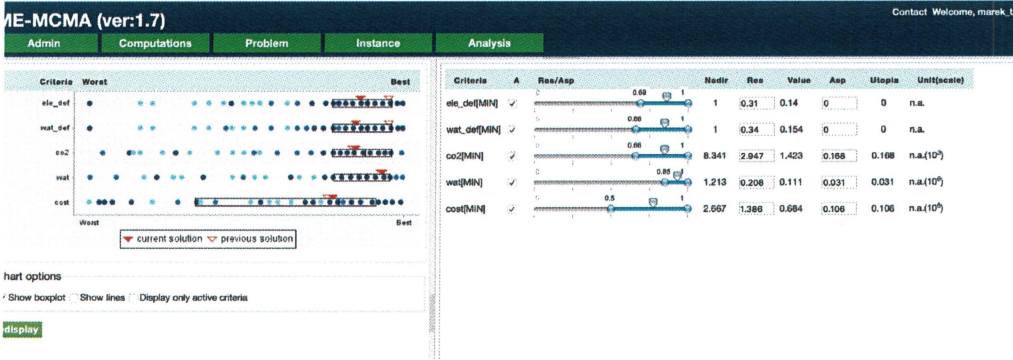 ME-MCMA (ver:1.7)
Contact Welcome, marek_t
Admin Computations Problem Instance Analysis
Criteria Worst Best
ele_def
wat_def
co2
wat
cost
Worst Best
current solution previous solution
hart options
Show boxplot Show lines Display only active criteria
display
Criteria A Res/Asp Nadir Res Value Asp Utopia Unit(scale)
ele_def[MIN] 0.69 1 1 0.31 0.14 0 0 n.a.
wat_def[MIN] 0.66 1 1 0.34 0.154 0 0 n.a.
co2[MIN] 0.66 1 8.341 2.947 1.423 0.168 0.168 n.a.(10³)
wat[MIN] 0.85 1 1.213 0.208 0.111 0.031 0.031 n.a.(10⁶)
cost[MIN] 0.5 1 2.667 1.386 0.684 0.106 0.106 n.a.(10⁶)